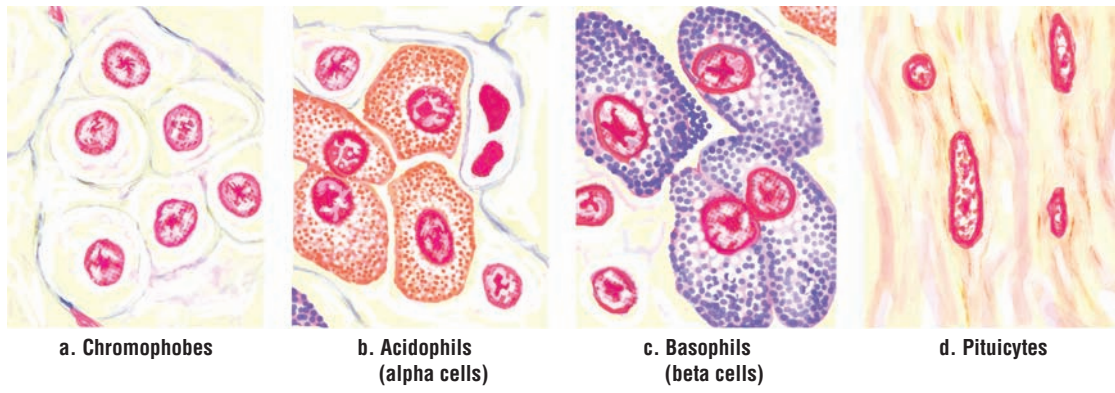 a. Chromophobes
b. Acidophils
(alpha cells)
c. Basophils
(beta cells)
d. Pituicytes